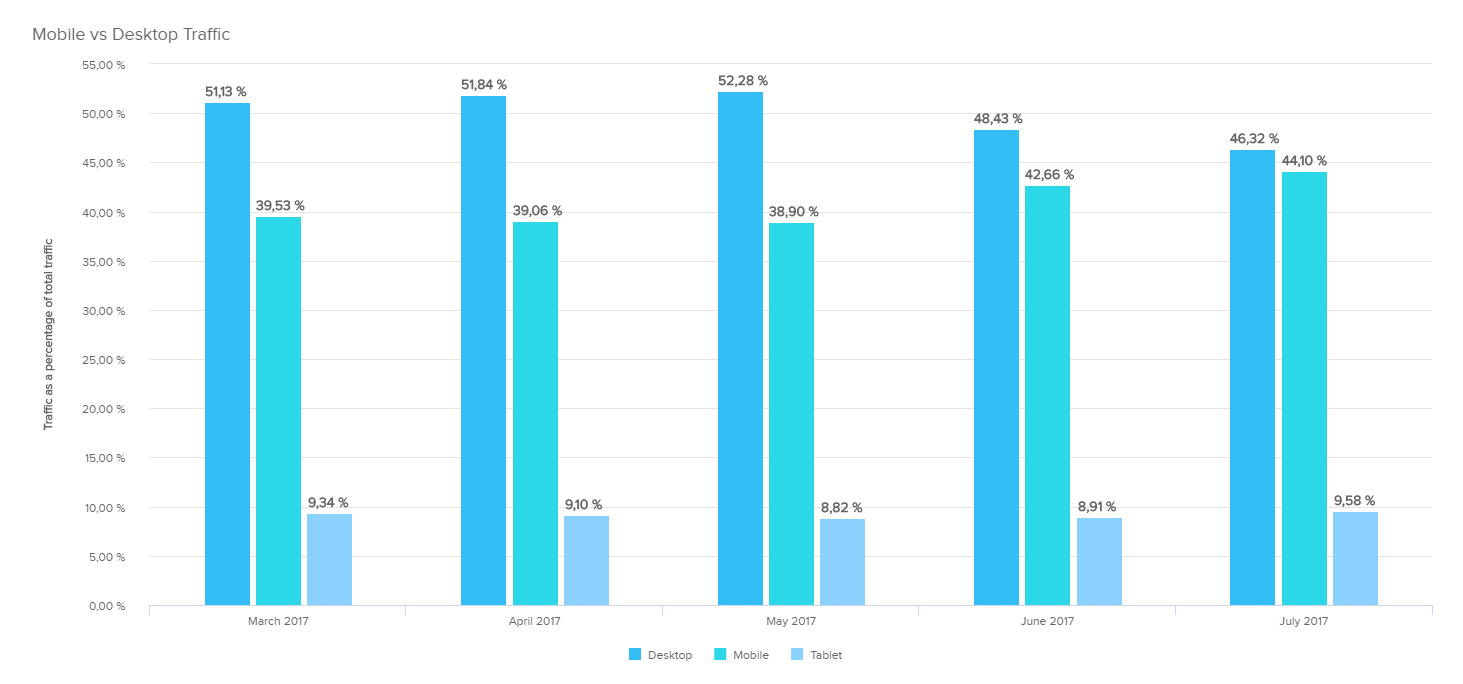 Mobile vs Desktop Traffic
Traffic as a percentage of total traffic
55,00 %
50,00 %
45,00 %
40,00 %
35,00 %
30,00 %
25,00 %
20,00 %
15,00 %
10,00 %
5,00 %
0,00 %
51,13 %
39,53 %
9,34 %
51,84 %
39,06 %
9,10 %
52,28 %
38,90 %
8,82 %
48,43 %
42,66 %
8,91 %
46,32 %
44,10 %
9,58 %
March 2017
April 2017
May 2017
June 2017
July 2017
Desktop
Mobile
Tablet